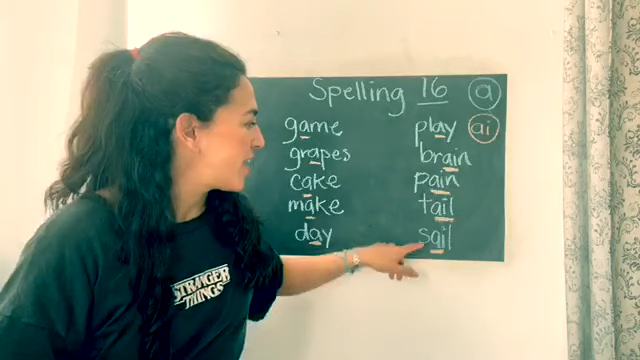 Spelling 16 a
game play ai
grapes brain
cake pain
make tail
day sail
STRANGER
THINGS